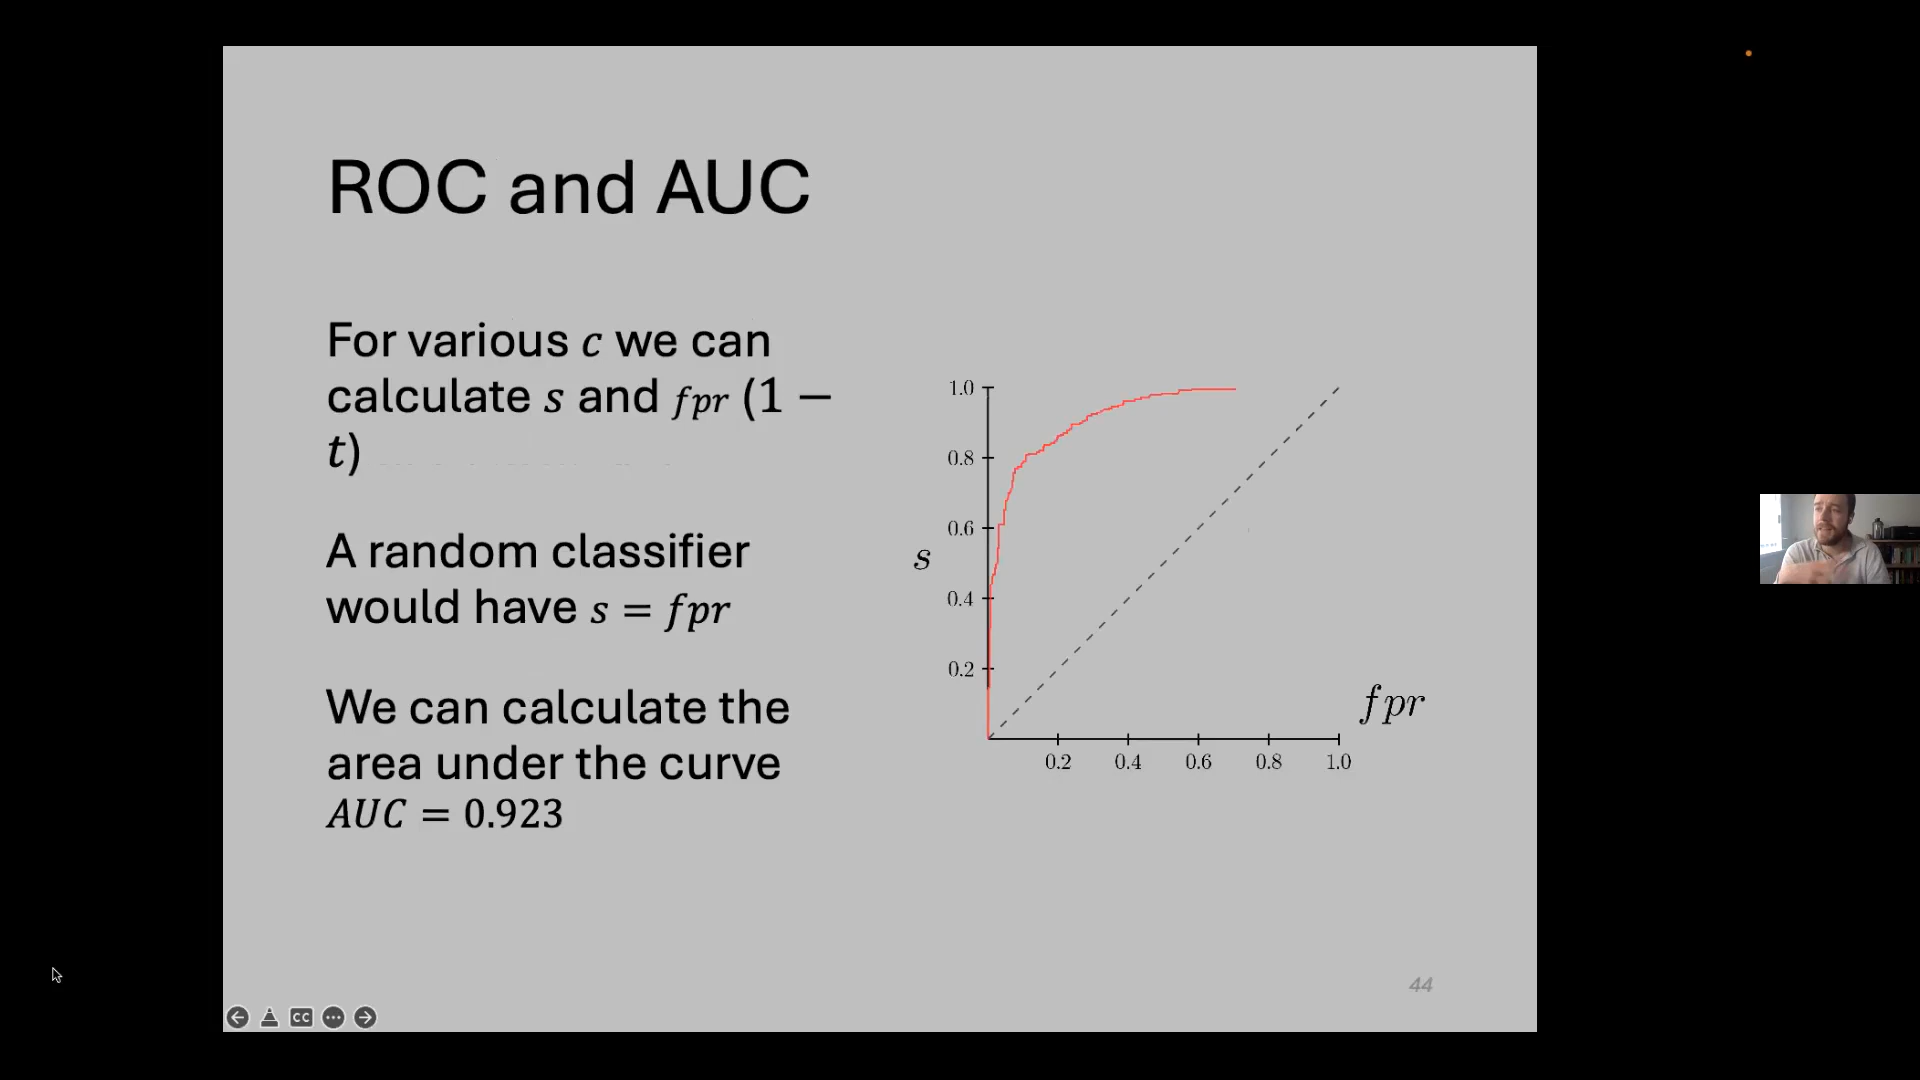 ROC and AUC
For various c we can
calculate s and fpr (1 −
t)
A random classifier
would have s = fpr
We can calculate the
area under the curve
AUC = 0.923
1.0
0.8
0.6
s
0.4
0.2
fpr
0.2 0.4 0.6 0.8 1.0
44
CC